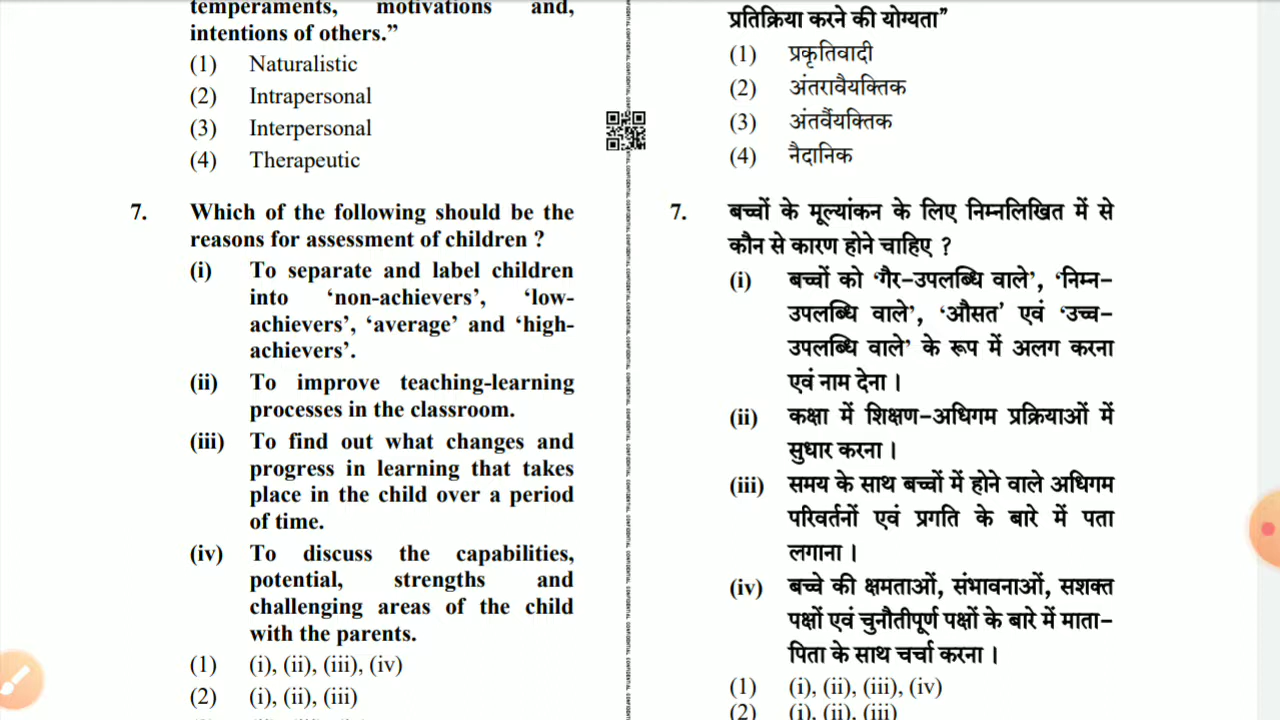 temperaments, motivations and,
intentions of others.”
(1) Naturalistic
(2) Intrapersonal
(3) Interpersonal
(4) Therapeutic
7. Which of the following should be the
reasons for assessment of children ?
(i) To separate and label children
into ‘non-achievers’, ‘low-
achievers’, ‘average’ and ‘high-
achievers’.
(ii) To improve teaching-learning
processes in the classroom.
(iii) To find out what changes and
progress in learning that takes
place in the child over a period
of time.
(iv) To discuss the capabilities,
potential, strengths and
challenging areas of the child
with the parents.
(1) (i), (ii), (iii), (iv)
(2) (i), (ii), (iii)
प्रतिक्रिया करने की योग्यता”
(1) प्रकृतिवादी
(2) अंतरावैयक्तिक
(3) अंतर्वैयक्तिक
(4) नैदानिक
7. बच्चों के मूल्यांकन के लिए निम्नलिखित में से
कौन से कारण होने चाहिए ?
(i) बच्चों को ‘गैर-उपलब्धि वाले’, ‘निम्न-
उपलब्धि वाले’, ‘औसत’ एवं ‘उच्च-
उपलब्धि वाले’ के रूप में अलग करना
एवं नाम देना ।
(ii) कक्षा में शिक्षण-अधिगम प्रक्रियाओं में
सुधार करना ।
(iii) समय के साथ बच्चों में होने वाले अधिगम
परिवर्तनों एवं प्रगति के बारे में पता
लगाना ।
(iv) बच्चे की क्षमताओं, संभावनाओं, सशक्त
पक्षों एवं चुनौतीपूर्ण पक्षों के बारे में माता-
पिता के साथ चर्चा करना ।
(1) (i), (ii), (iii), (iv)
(2) (i), (ii), (iii)